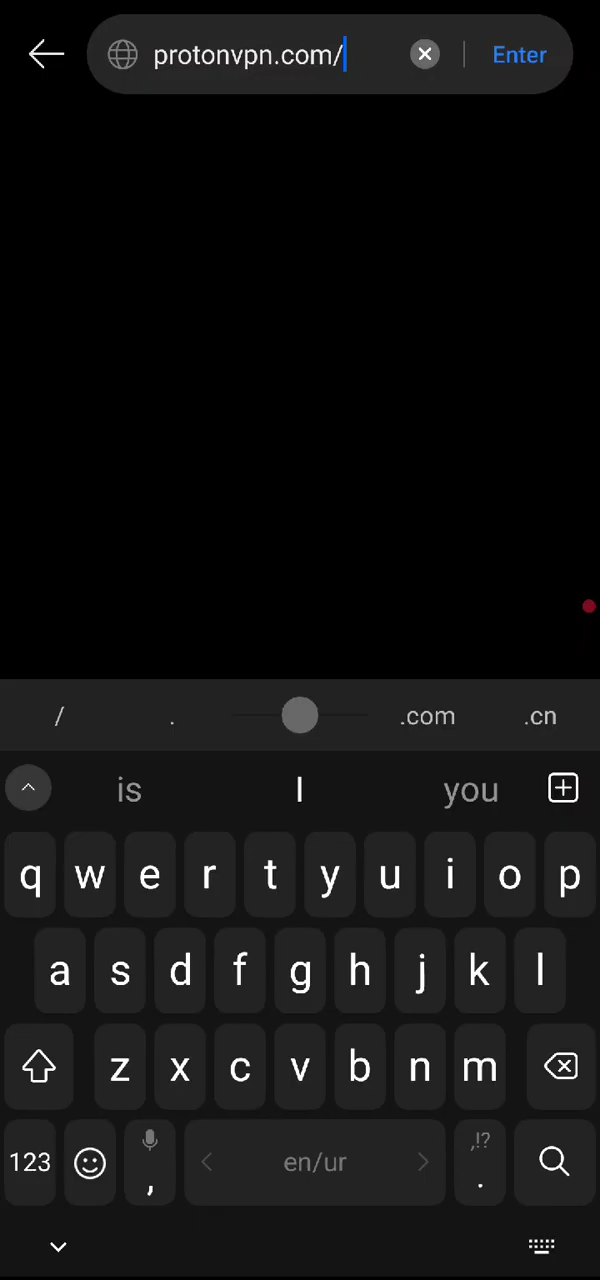 protonvpn.com/ Enter
/ . .com .cn
is I you
q w e r t y u i o p
a s d f g h j k l
z x c v b n m
123 , en/ur ,!? .